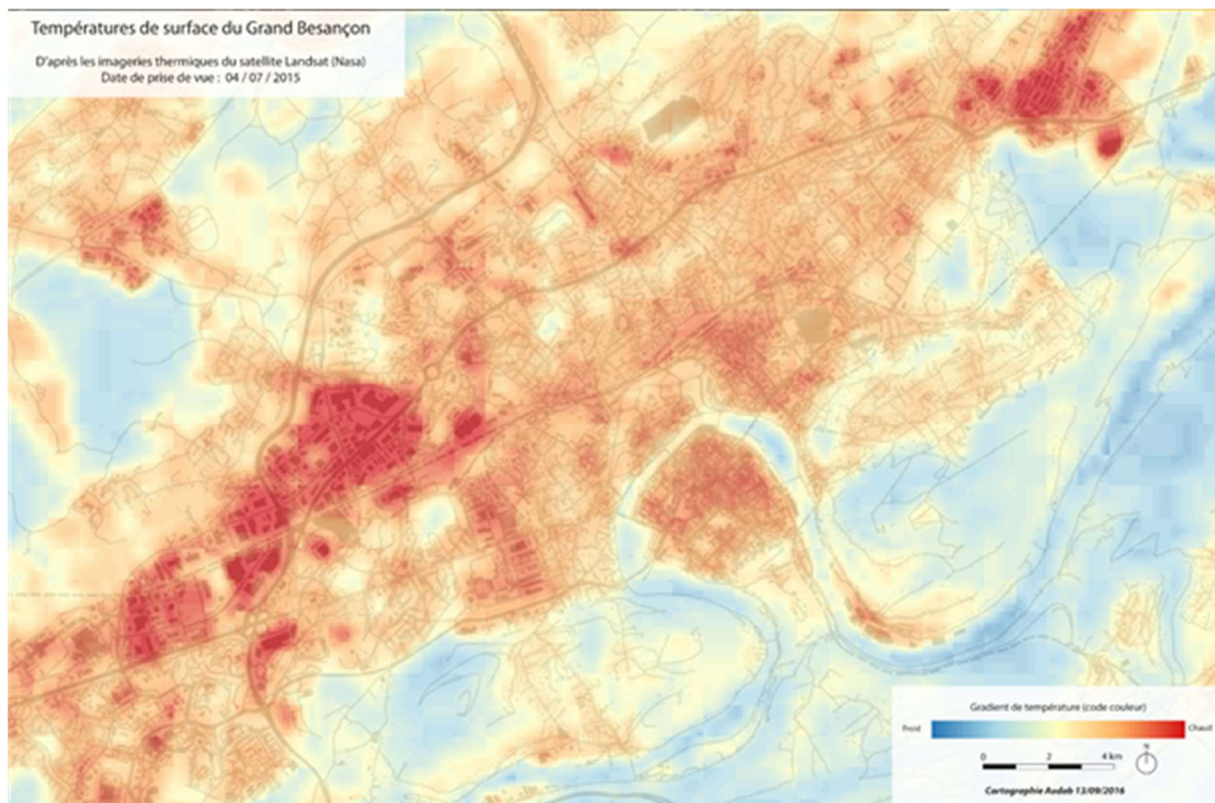 Températures de surface du Grand Besançon
D'après les imageries thermiques du satellite Landsat (Nasa)
Date de prise de vue : 04 / 07 / 2015
Gradient de température (code couleur)
Froid
Chaud
0 2 4 km
N
Cartographie Audab 13/09/2016